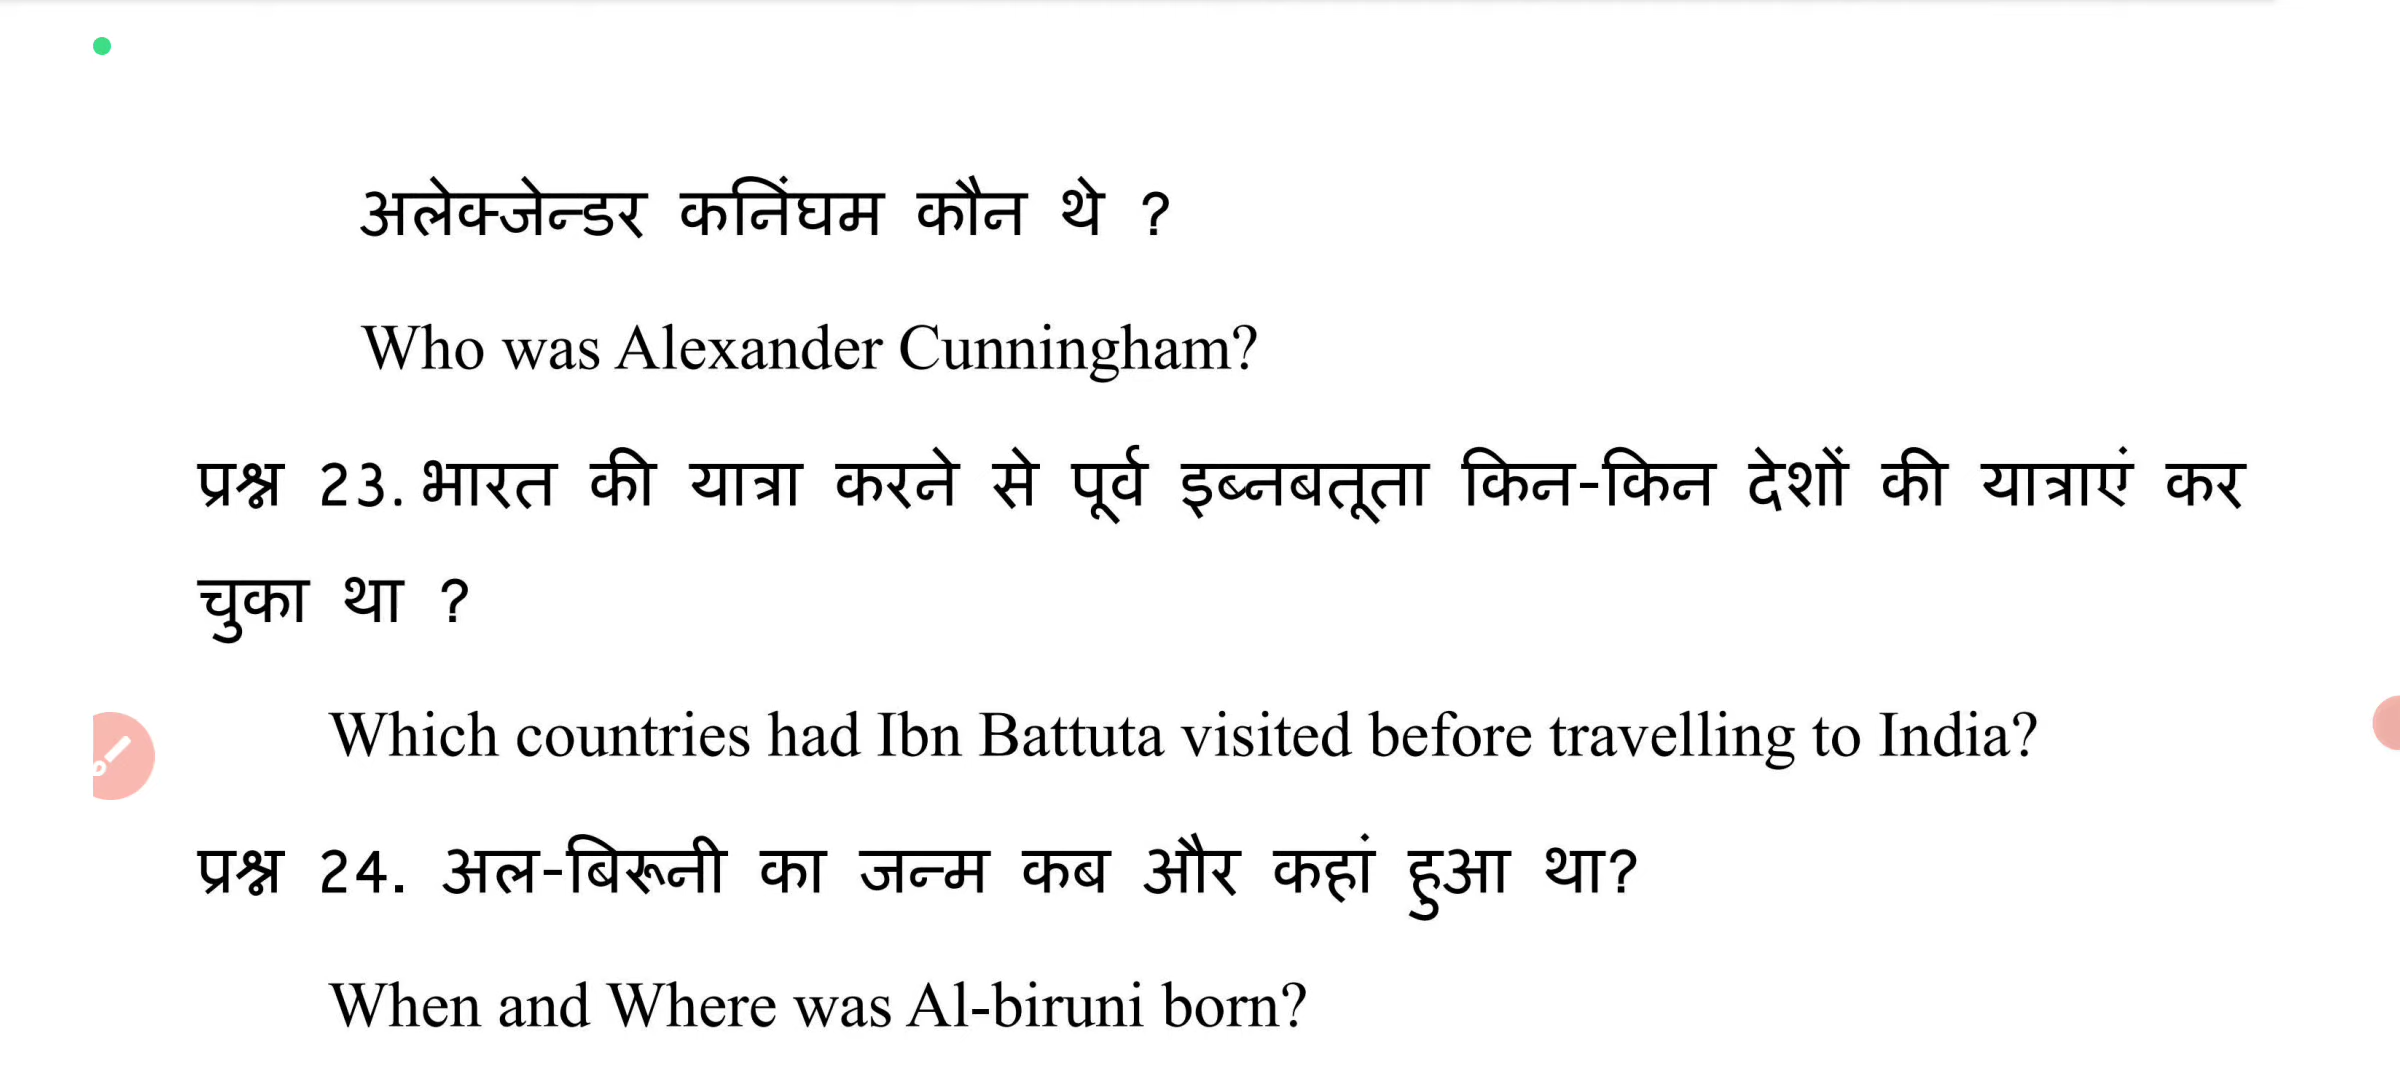 अलेक्जेन्डर कनिंघम कौन थे ?
Who was Alexander Cunningham?
प्रश्न 23. भारत की यात्रा करने से पूर्व इब्नबतूता किन-किन देशों की यात्राएं कर
चुका था ?
Which countries had Ibn Battuta visited before travelling to India?
प्रश्न 24. अल-बिरूनी का जन्म कब और कहां हुआ था?
When and Where was Al-biruni born?